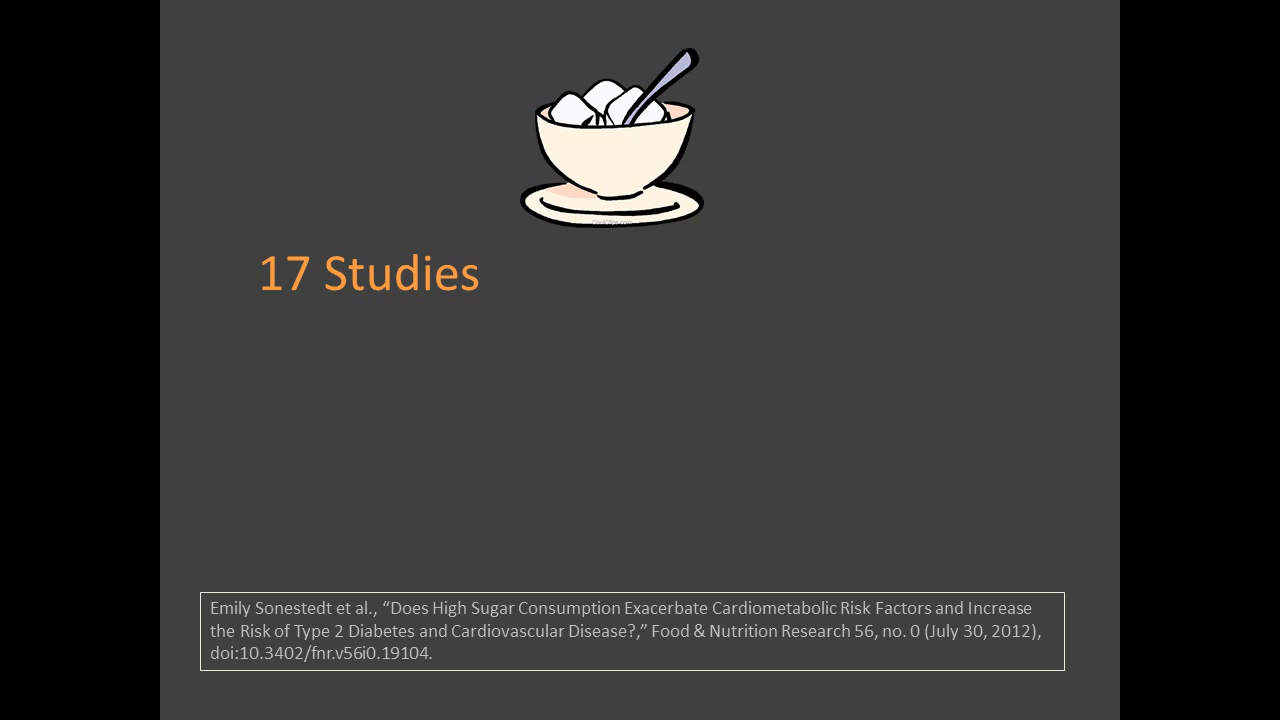 17 Studies
Emily Sonestedt et al., “Does High Sugar Consumption Exacerbate Cardiometabolic Risk Factors and Increase
the Risk of Type 2 Diabetes and Cardiovascular Disease?,” Food & Nutrition Research 56, no. 0 (July 30, 2012),
doi:10.3402/fnr.v56i0.19104.